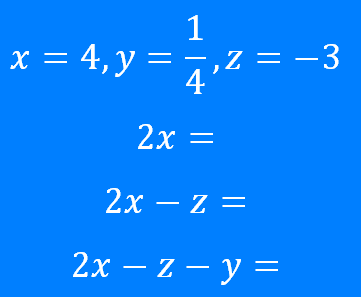 x = 4, y = 1/4, z = −3
2x =
2x − z =
2x − z − y =